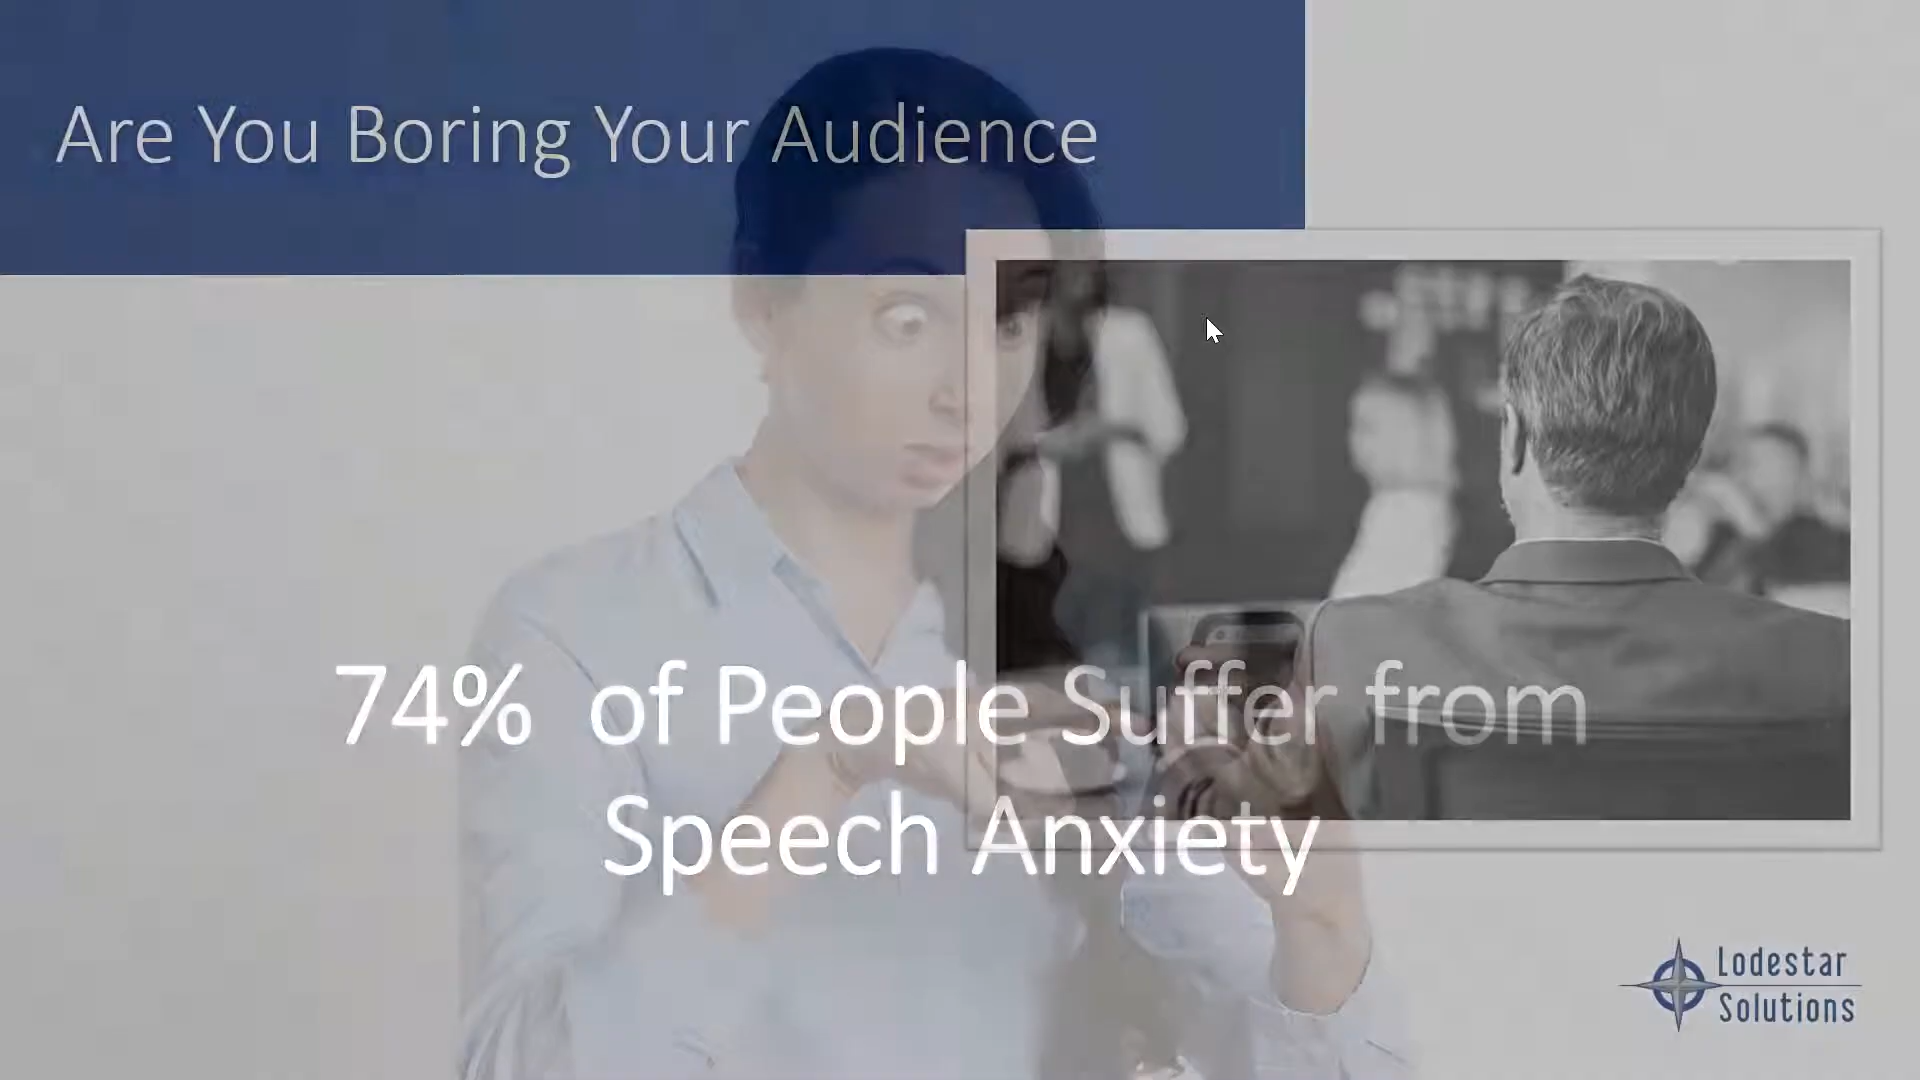 Are You Boring Your Audience
74% of People Suffer from
Speech Anxiety
Lodestar
Solutions